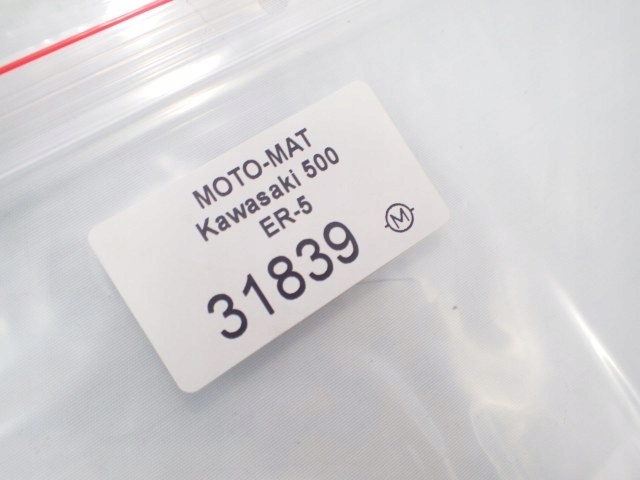 MOTO-MAT
Kawasaki 500
ER-5
31839
M